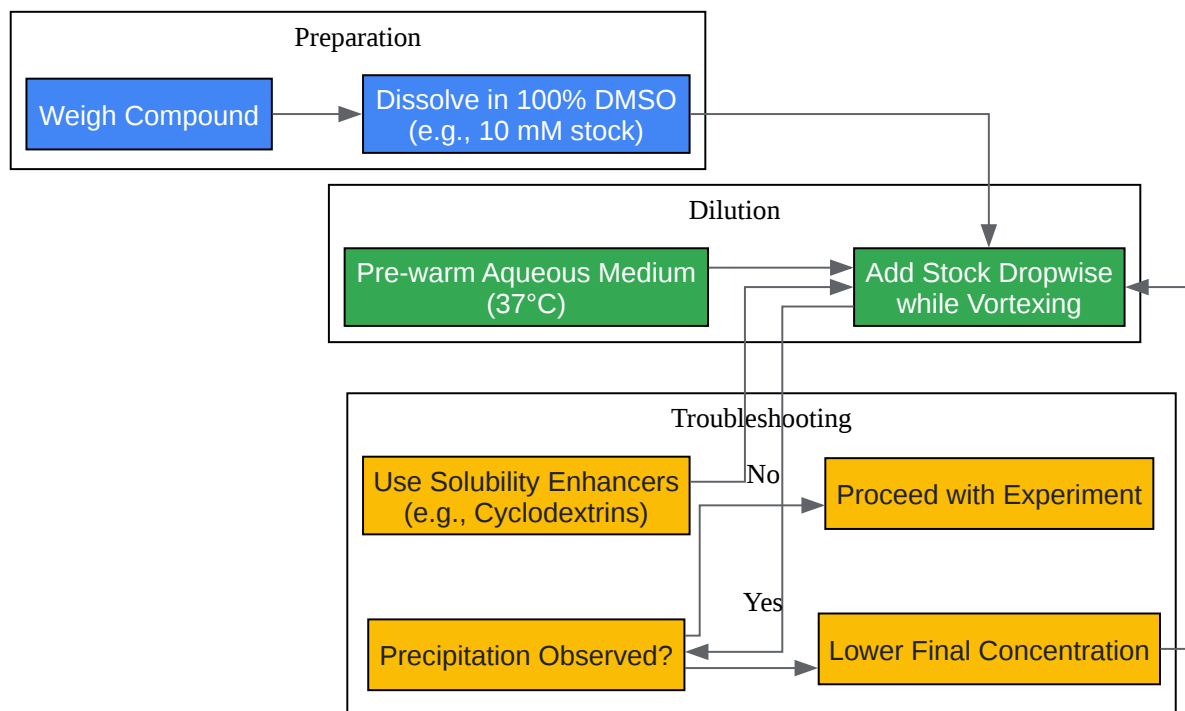 Preparation
Weigh Compound
Dissolve in 100% DMSO
(e.g., 10 mM stock)
Dilution
Pre-warm Aqueous Medium
(37°C)
Add Stock Dropwise
while Vortexing
Troubleshooting
Use Solubility Enhancers
(e.g., Cyclodextrins)
No
Proceed with Experiment
Yes
Precipitation Observed?
Lower Final Concentration